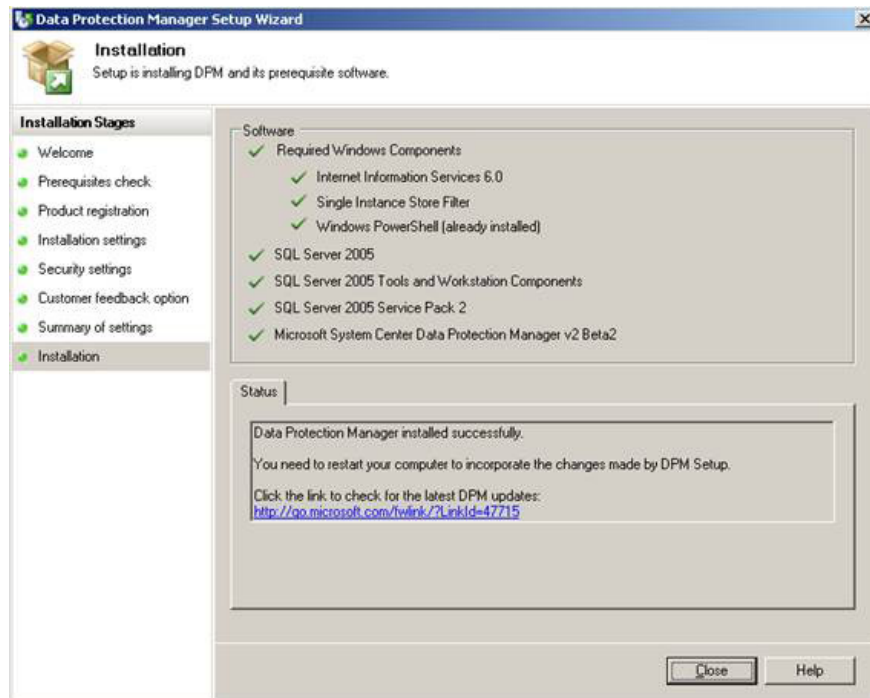 Data Protection Manager Setup Wizard
Installation
Setup is installing DPM and its prerequisite software.
Installation Stages
Welcome
Prerequisites check
Product registration
Installation settings
Security settings
Customer feedback option
Summary of settings
Installation
Software
Required Windows Components
Internet Information Services 6.0
Single Instance Store Filter
Windows PowerShell (already installed)
SQL Server 2005
SQL Server 2005 Tools and Workstation Components
SQL Server 2005 Service Pack 2
Microsoft System Center Data Protection Manager v2 Beta2
Status
Data Protection Manager installed successfully.
You need to restart your computer to incorporate the changes made by DPM Setup.
Click the link to check for the latest DPM updates:
http://go.microsoft.com/fwlink/?LinkId=47715
Close
Help